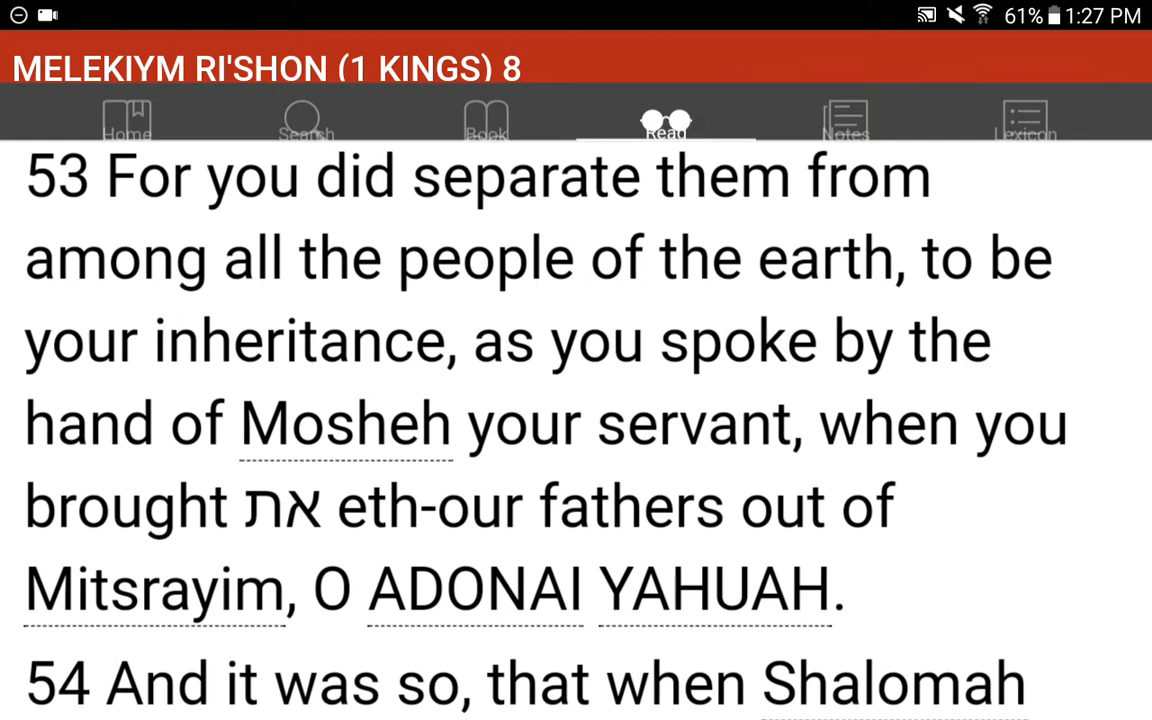 61% 1:27 PM
MELEKIYM RI'SHON (1 KINGS) 8
Home Search Book Read Notes Lexicon
53 For you did separate them from
among all the people of the earth, to be
your inheritance, as you spoke by the
hand of Mosheh your servant, when you
brought את eth-our fathers out of
Mitsrayim, O ADONAI YAHUAH.
54 And it was so, that when Shalomah